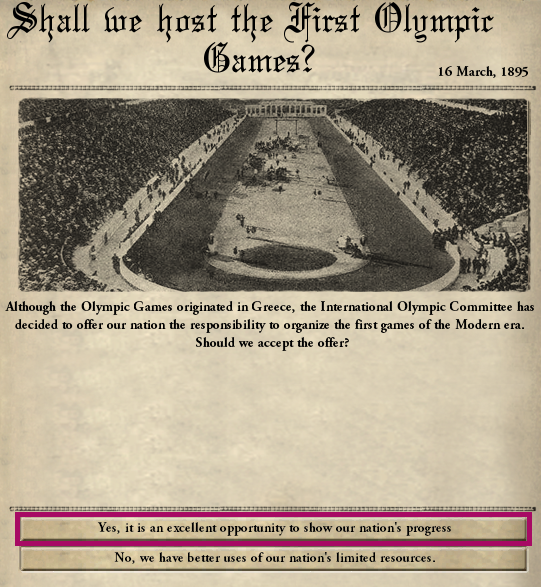 Shall we host the First Olympic
Games?
16 March, 1895
Although the Olympic Games originated in Greece, the International Olympic Committee has
decided to offer our nation the responsibility to organize the first games of the Modern era.
Should we accept the offer?
Yes, it is an excellent opportunity to show our nation's progress
No, we have better uses of our nation's limited resources.